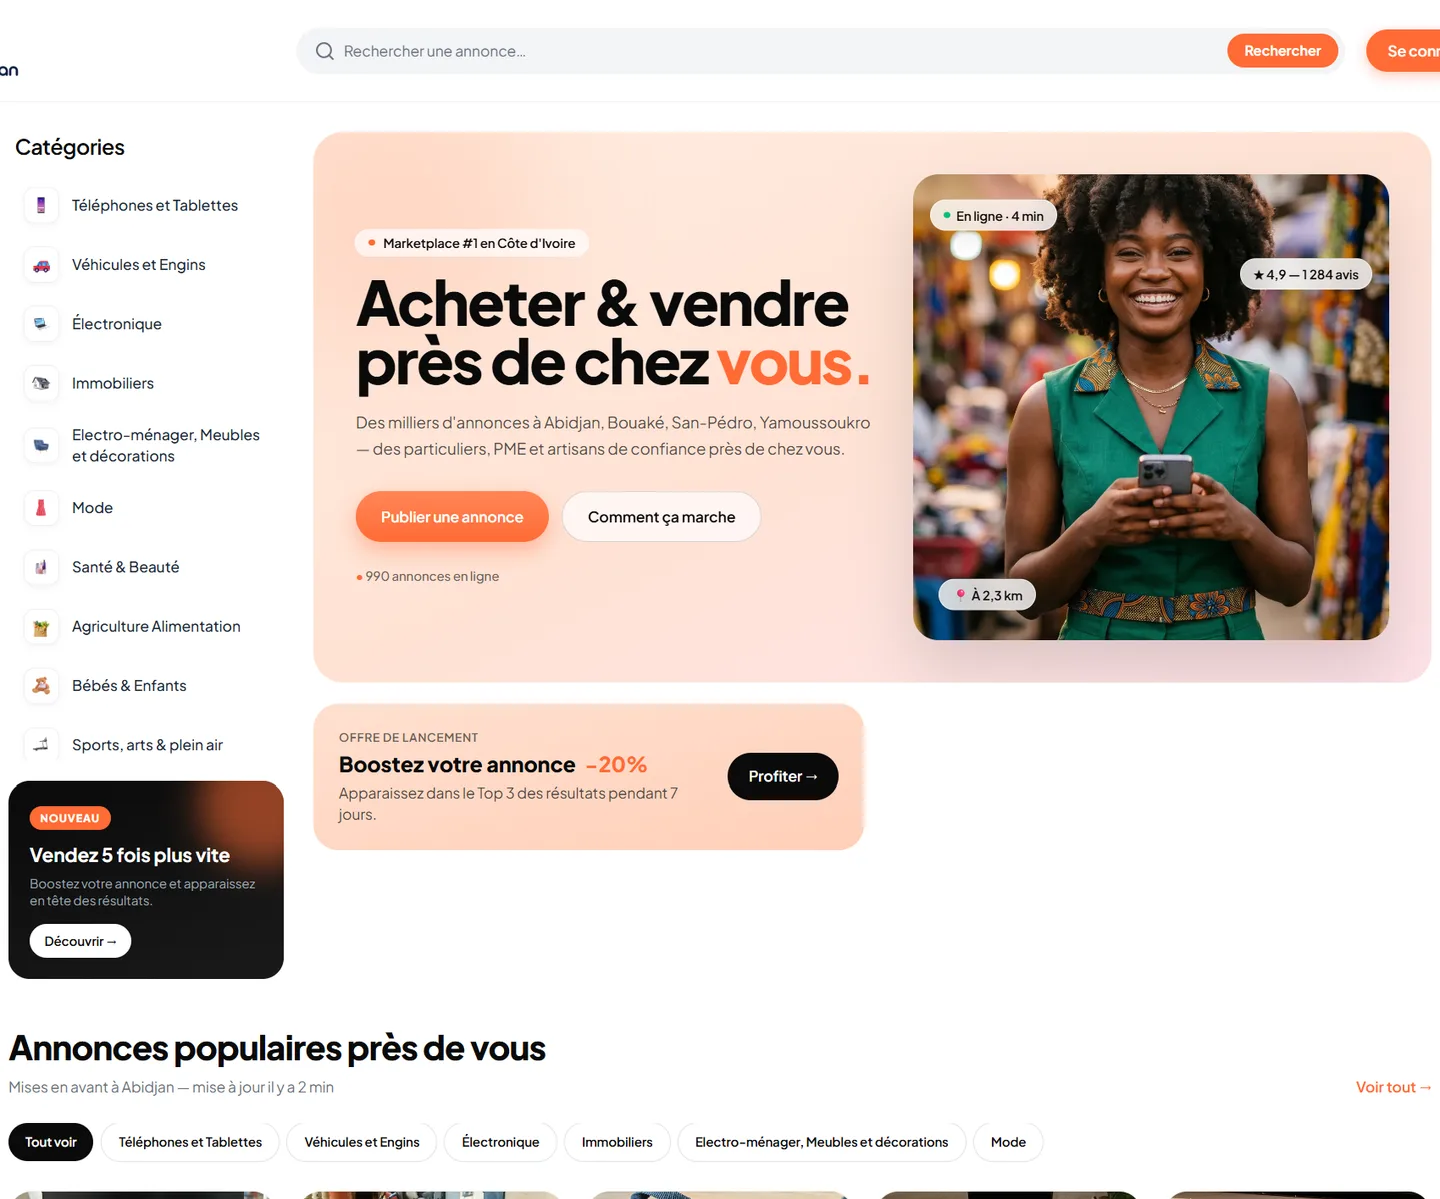 Rechercher une annonce...
Rechercher
Se conn
an
Catégories
Téléphones et Tablettes
Véhicules et Engins
Électronique
Immobiliers
Electro-ménager, Meubles
et décorations
Mode
Santé & Beauté
Agriculture Alimentation
Bébés & Enfants
Sports, arts & plein air
NOUVEAU
Vendez 5 fois plus vite
Boostez votre annonce et apparaissez
en tête des résultats.
Découvrir →
• Marketplace #1 en Côte d'Ivoire
Acheter & vendre
près de chez vous.
Des milliers d'annonces à Abidjan, Bouaké, San-Pédro, Yamoussoukro
— des particuliers, PME et artisans de confiance près de chez vous.
Publier une annonce
Comment ça marche
• 990 annonces en ligne
• En ligne · 4 min
★ 4,9 — 1 284 avis
À 2,3 km
OFFRE DE LANCEMENT
Boostez votre annonce −20%
Apparaissez dans le Top 3 des résultats pendant 7
jours.
Profiter →
Annonces populaires près de vous
Mises en avant à Abidjan — mise à jour il y a 2 min
Voir tout →
Tout voir
Téléphones et Tablettes
Véhicules et Engins
Électronique
Immobiliers
Electro-ménager, Meubles et décorations
Mode